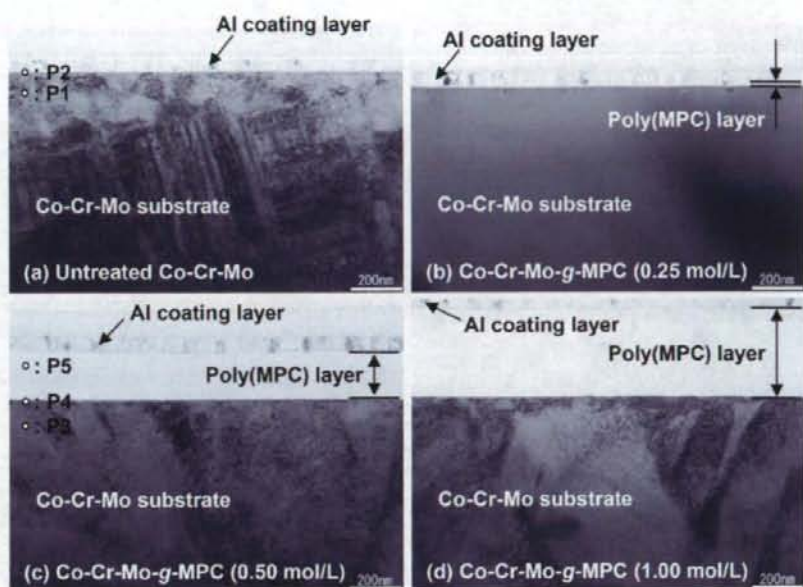 Al coating layer
: P2
: P1
Co-Cr-Mo substrate
(a) Untreated Co-Cr-Mo
200nm
Al coating layer
Poly(MPC) layer
Co-Cr-Mo substrate
(b) Co-Cr-Mo-g-MPC (0.25 mol/L)
200nm
Al coating layer
: P5
Poly(MPC) layer
: P4
: P3
Co-Cr-Mo substrate
(c) Co-Cr-Mo-g-MPC (0.50 mol/L)
200nm
Al coating layer
Poly(MPC) layer
Co-Cr-Mo substrate
(d) Co-Cr-Mo-g-MPC (1.00 mol/L)
200nm